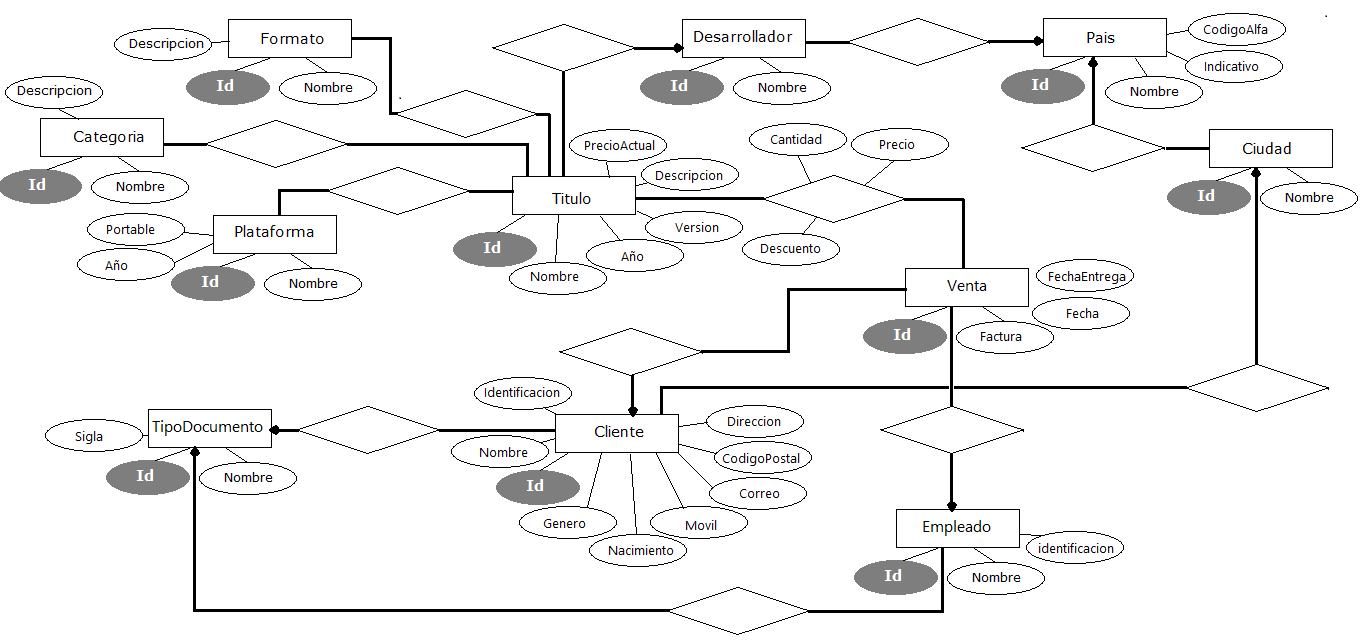 Descripcion
Formato
Id
Nombre
Desarrollador
Id
Nombre
Pais
CodigoAlfa
Indicativo
Id
Nombre
Descripcion
Categoria
Id
Nombre
PrecioActual
Descripcion
Titulo
Version
Id
Nombre
Año
Cantidad
Precio
Descuento
Ciudad
Id
Nombre
Portable
Año
Plataforma
Id
Nombre
Venta
FechaEntrega
Fecha
Id
Factura
Identificacion
Nombre
Cliente
Direccion
CodigoPostal
Correo
Id
Genero
Nacimiento
Movil
Sigla
TipoDocumento
Id
Nombre
Empleado
identificacion
Id
Nombre